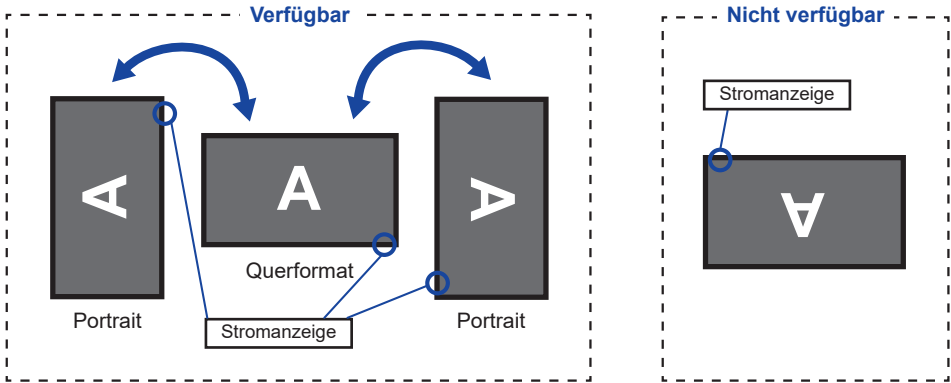 Verfügbar
Nicht verfügbar
Stromanzeige
A
A
A
A
Querformat
Portrait
Stromanzeige
Portrait